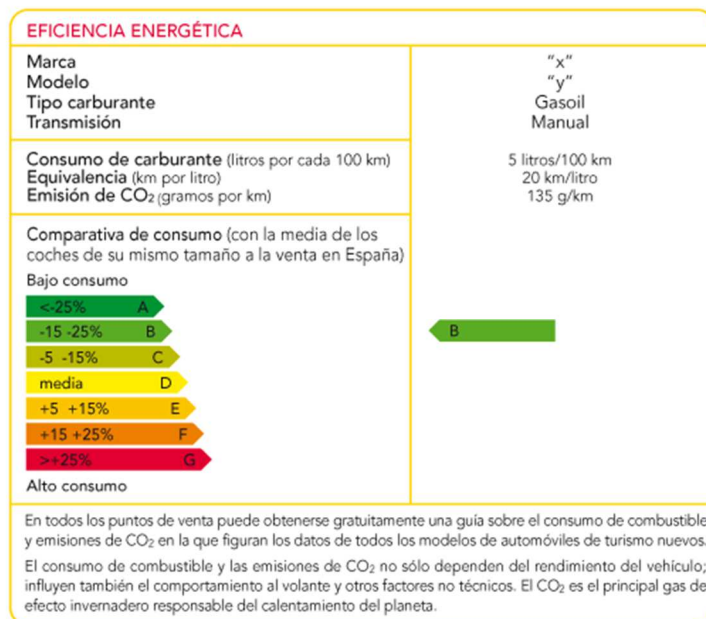 EFICIENCIA ENERGÉTICA
Marca "x"
Modelo "y"
Tipo carburante Gasoil
Transmisión Manual
Consumo de carburante (litros por cada 100 km) 5 litros/100 km
Equivalencia (km por litro) 20 km/litro
Emisión de CO₂ (gramos por km) 135 g/km
Comparativa de consumo (con la media de los
coches de su mismo tamaño a la venta en España)
Bajo consumo
<-25% A
-15 -25% B B
-5 -15% C
media D
+5 +15% E
+15 +25% F
>+25% G
Alto consumo
En todos los puntos de venta puede obtenerse gratuitamente una guía sobre el consumo de combustible
y emisiones de CO₂ en la que figuran los datos de todos los modelos de automóviles de turismo nuevos.
El consumo de combustible y las emisiones de CO₂ no sólo dependen del rendimiento del vehículo;
influyen también el comportamiento al volante y otros factores no técnicos. El CO₂ es el principal gas de
efecto invernadero responsable del calentamiento del planeta.